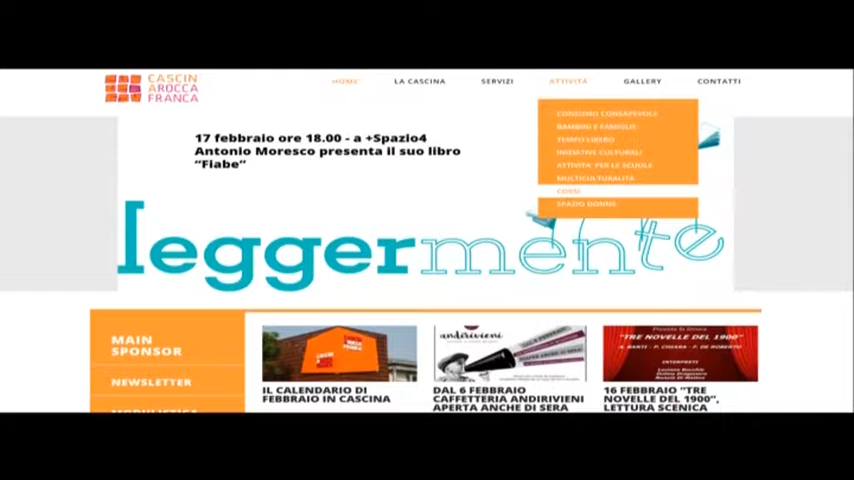 CASCIN
AROCCA
FRANCA
HOME
LA CASCINA
SERVIZI
ATTIVITÀ
GALLERY
CONTATTI
CONSUMO CONSAPEVOLE
BAMBINI E FAMIGLIE
TEMPO LIBERO
INIZIATIVE CULTURALI
ATTIVITA' PER LE SCUOLE
MULTICULTURALITÀ
CORSI
SPAZIO DONNE
17 febbraio ore 18.00 - a +Spazio4
Antonio Moresco presenta il suo libro
“Fiabe”
leggermente
MAIN
SPONSOR
NEWSLETTER
MODULISTICA
IL CALENDARIO DI
FEBBRAIO IN CASCINA
andirivieni
DAL 6 FEBBRAIO
CAFFETTERIA ANDIRIVIENI
APERTA ANCHE DI SERA
"TRE NOVELLE DEL 1900"
INTERPRETI
16 FEBBRAIO “TRE
NOVELLE DEL 1900”,
LETTURA SCENICA